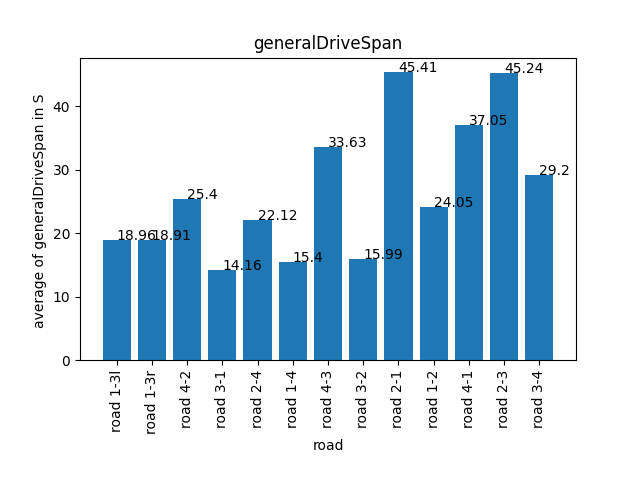 generalDriveSpan
average of generalDriveSpan in S
40
30
20
10
0
18.96
18.91
25.4
14.16
22.12
15.4
33.63
15.99
45.41
24.05
37.05
45.24
29.2
road 1-3l
road 1-3r
road 4-2
road 3-1
road 2-4
road 1-4
road 4-3
road 3-2
road 2-1
road 1-2
road 4-1
road 2-3
road 3-4
road